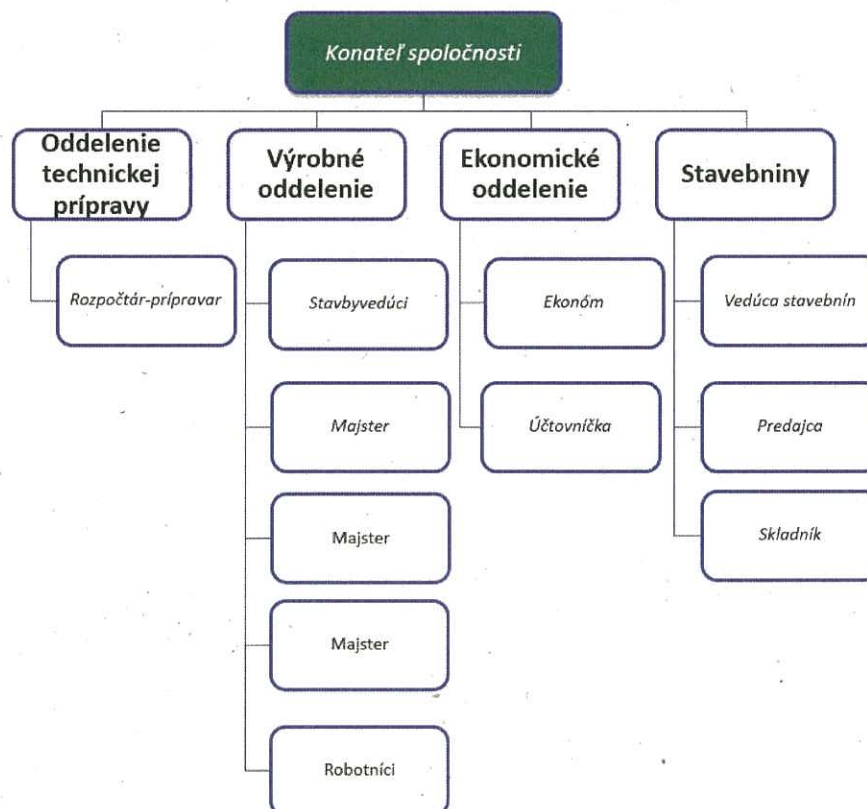 Konateľ spoločnosti
Oddelenie
technickej
prípravy
Rozpočtár-prípravar
Výrobné
oddelenie
Stavbyvedúci
Majster
Majster
Majster
Robotníci
Ekonomické
oddelenie
Ekonóm
Účtovníčka
Stavebniny
Vedúca stavebnín
Predajca
Skladník